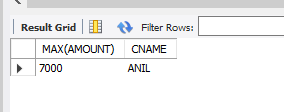 Result Grid Filter Rows:
MAX(AMOUNT) CNAME
7000 ANIL